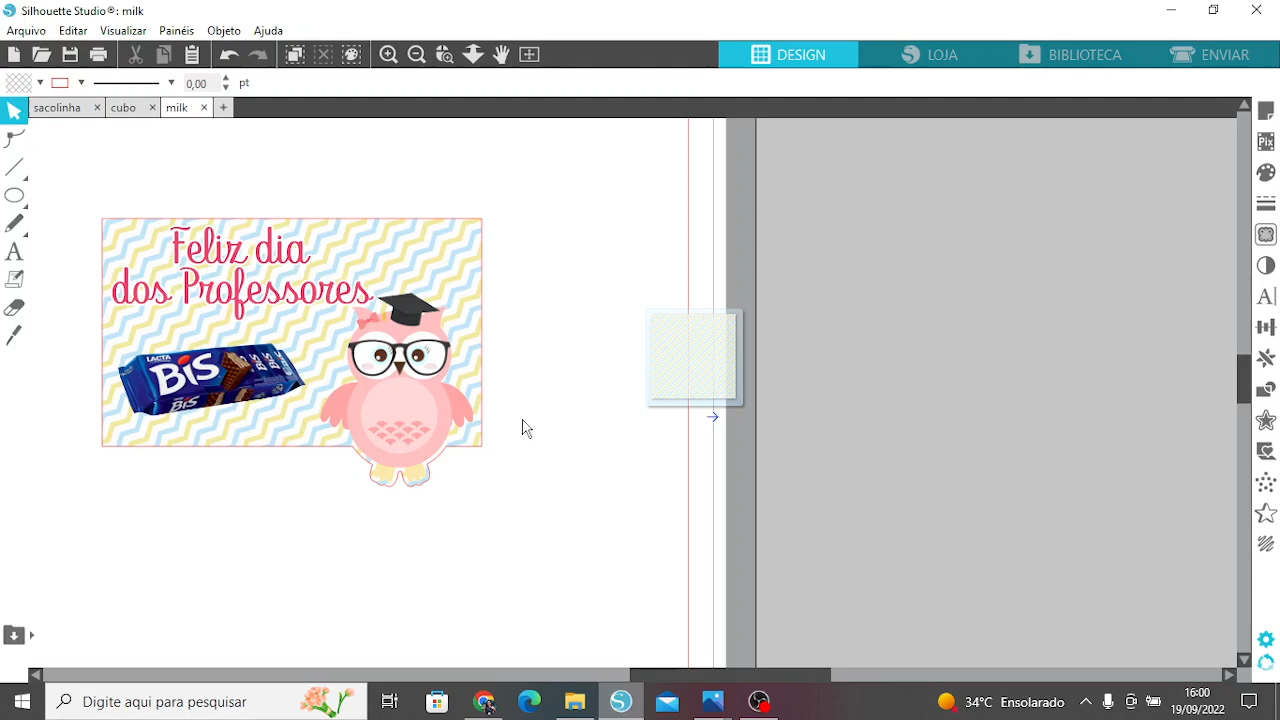 Silhouette Studio®: milk
Arquivo Editar Visualizar Painéis Objeto Ajuda
DESIGN LOJA BIBLIOTECA ENVIAR
0,00 pt
sacolinha cubo milk
Feliz dia
dos Professores
LACTA
BIS
BIS
Digite aqui para pesquisar
34°C Ensolarado
16:00
19/09/2022